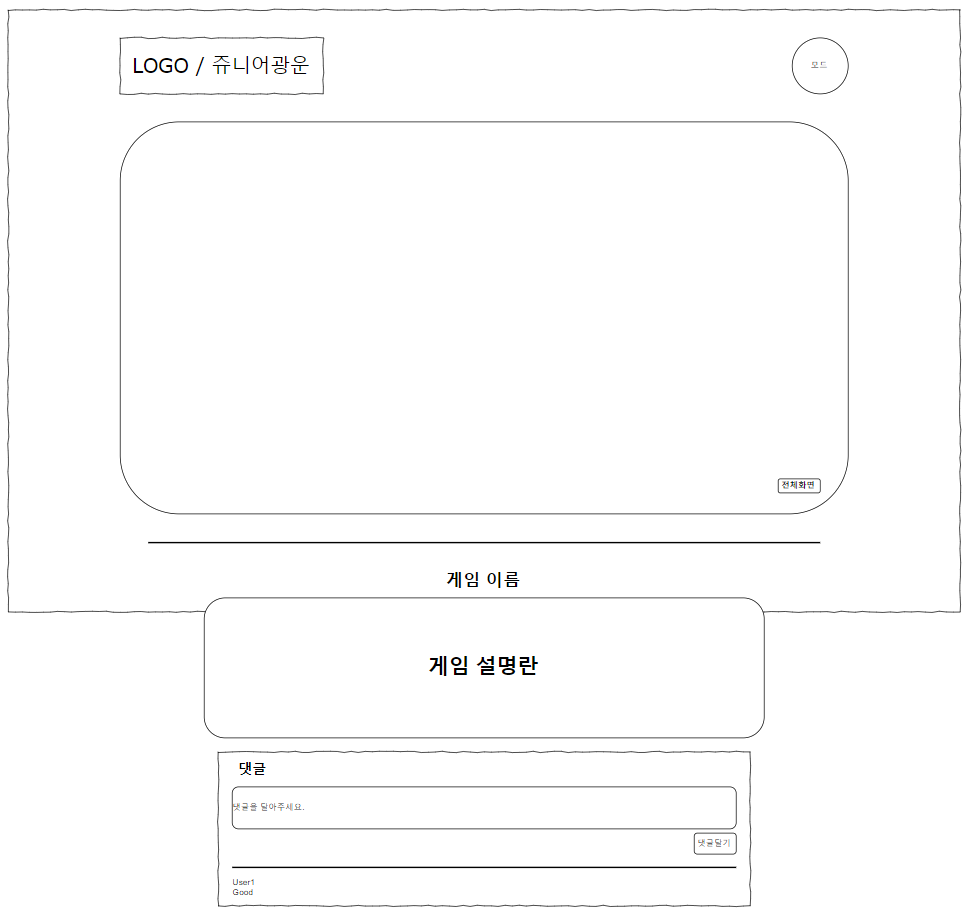 LOGO / 쥬니어광운
모드
전체화면
게임 이름
게임 설명란
댓글
댓글을 달아주세요.
댓글달기
User1
Good